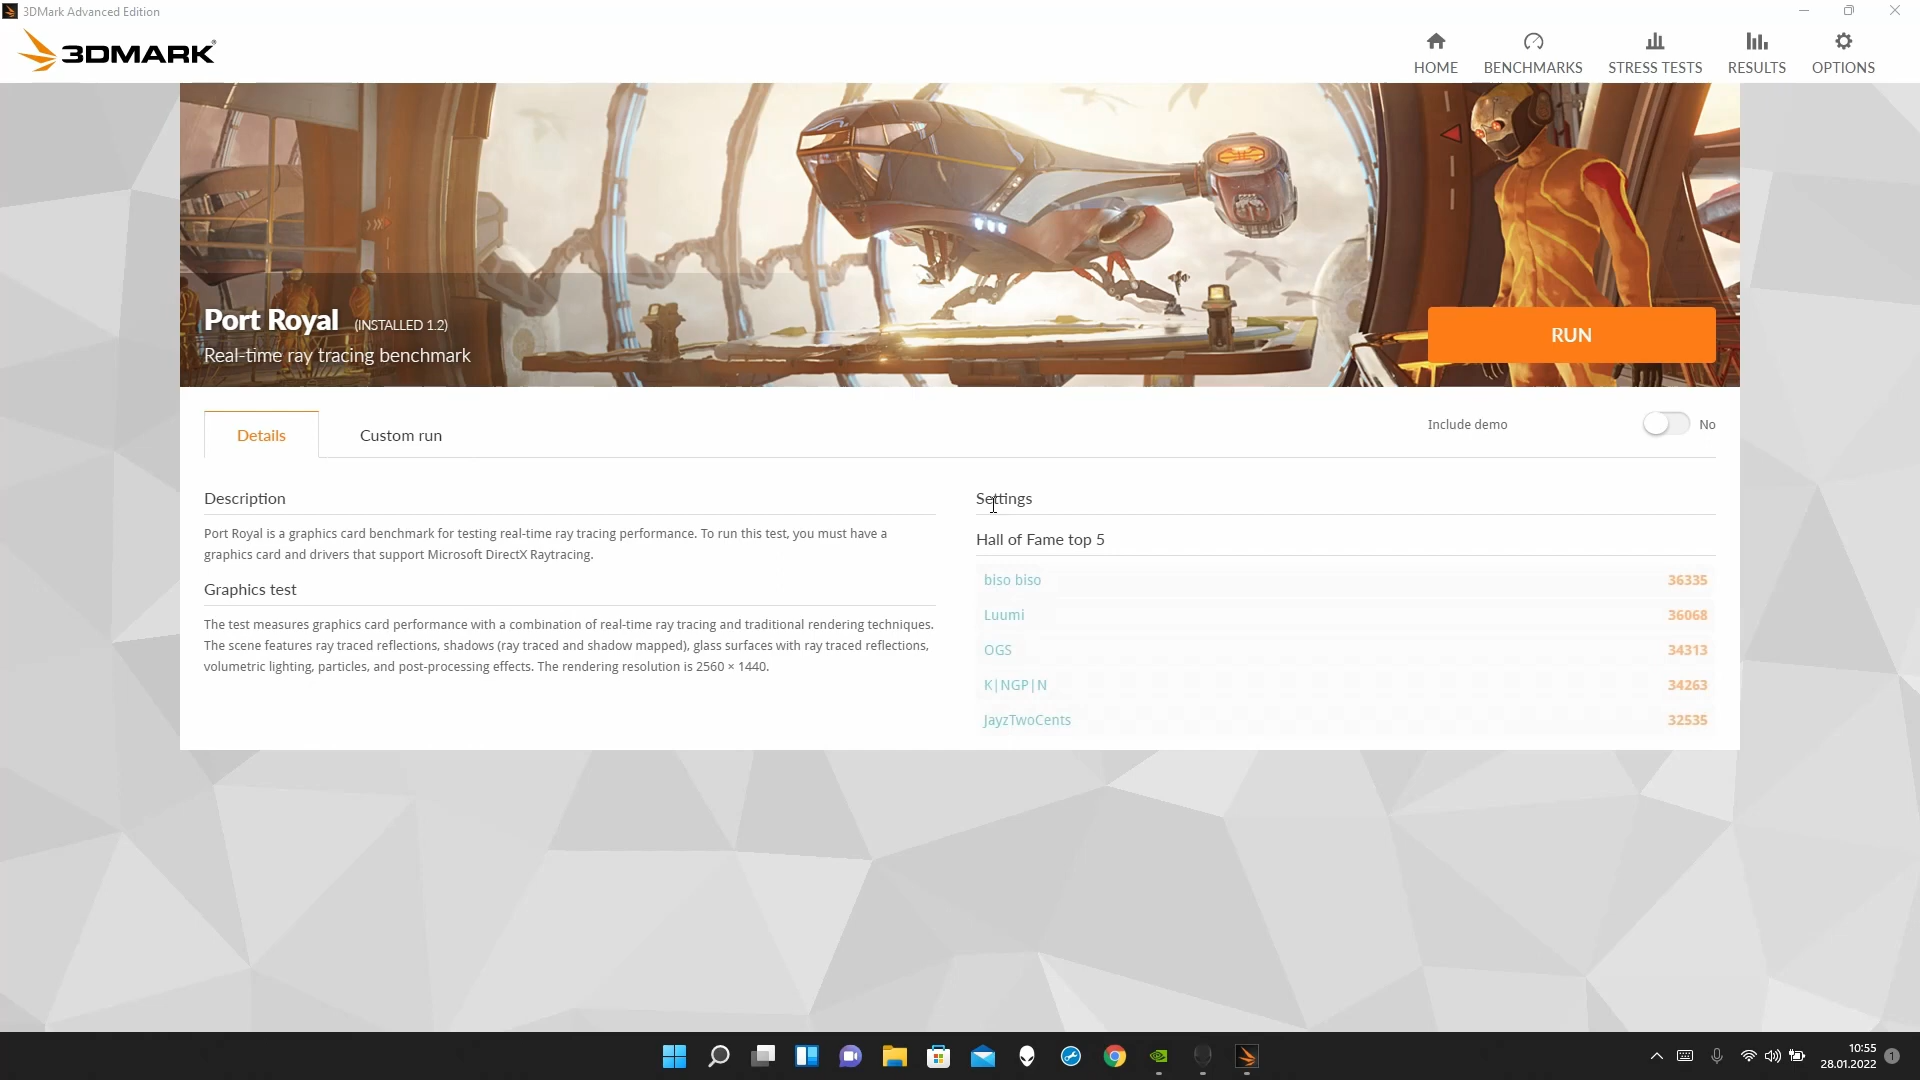 3DMark Advanced Edition
3DMARK®
HOME
BENCHMARKS
STRESS TESTS
RESULTS
OPTIONS
Port Royal (INSTALLED 1.2)
Real-time ray tracing benchmark
RUN
Details
Custom run
Include demo
No
Description
Port Royal is a graphics card benchmark for testing real-time ray tracing performance. To run this test, you must have a
graphics card and drivers that support Microsoft DirectX Raytracing.
Graphics test
The test measures graphics card performance with a combination of real-time ray tracing and traditional rendering techniques.
The scene features ray traced reflections, shadows (ray traced and shadow mapped), glass surfaces with ray traced reflections,
volumetric lighting, particles, and post-processing effects. The rendering resolution is 2560 × 1440.
Settings
Hall of Fame top 5
biso biso 36335
Luumi 36068
OGS 34313
K|NGP|N 34263
JayzTwoCents 32535
10:55
28.01.2022
1